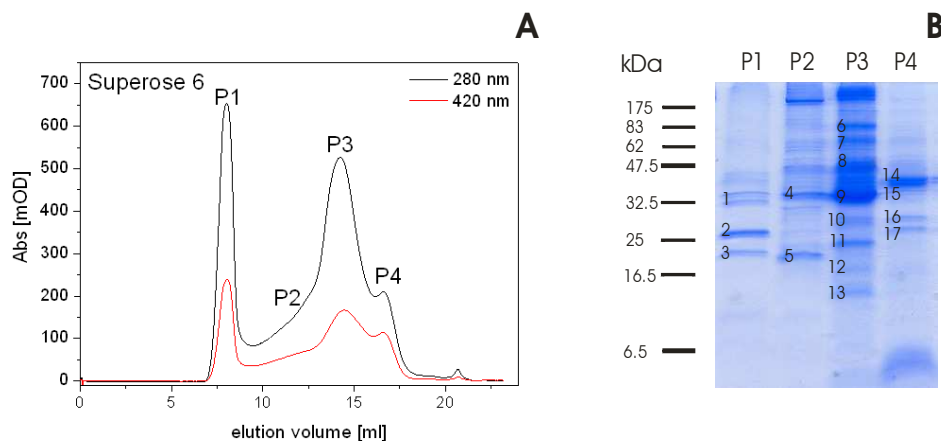 A
Superose 6
280 nm
420 nm
P1
P2
P3
P4
Abs [mOD]
700
600
500
400
300
200
100
0
0 5 10 15 20
elution volume [ml]
B
kDa P1 P2 P3 P4
175
83
62
47.5
32.5
25
16.5
6.5
1
2
3
4
5
6
7
8
9
10
11
12
13
14
15
16
17